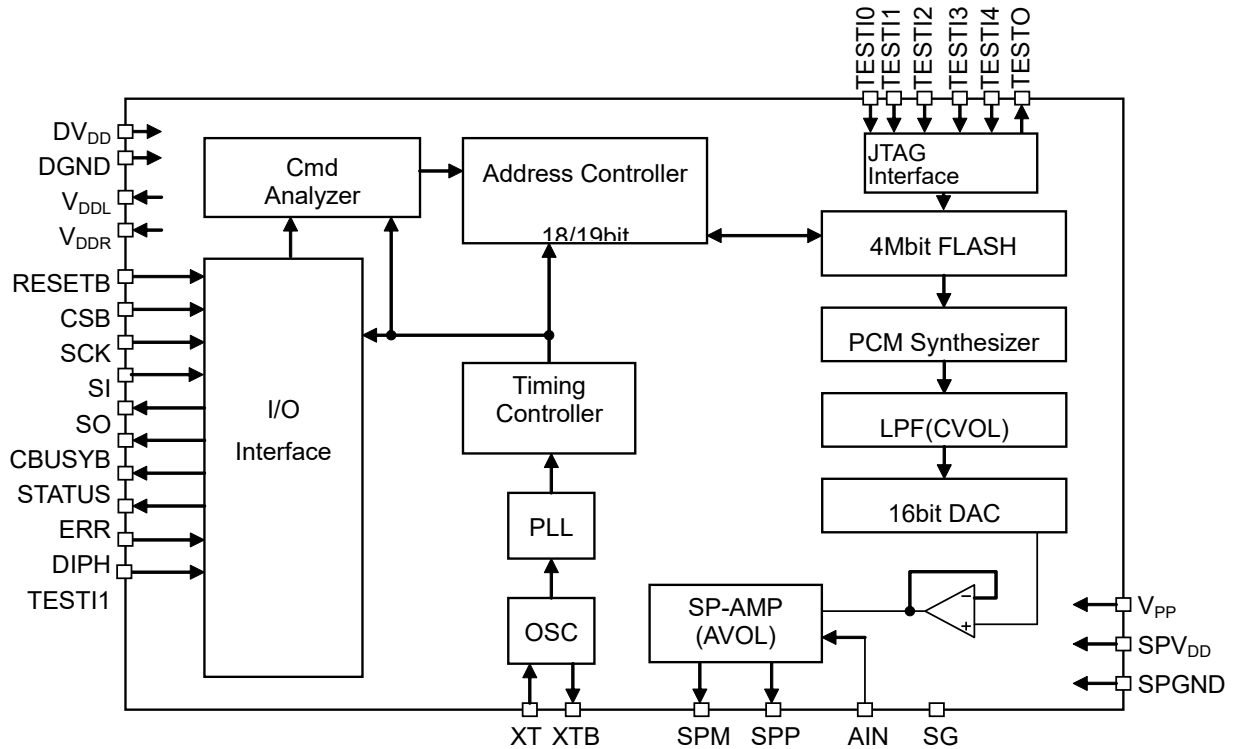 TESTI0
TESTI1
TESTI2
TESTI3
TESTI4
TESTO
DVDD
DGND
VDDL
VDDR
RESETB
CSB
SCK
SI
SO
CBUSYB
STATUS
ERR
DIPH
TESTI1
Cmd
Analyzer
Address Controller
18/19bit
JTAG
Interface
4Mbit FLASH
PCM Synthesizer
LPF(CVOL)
16bit DAC
I/O
Interface
Timing
Controller
PLL
OSC
SP-AMP
(AVOL)
−
+
VPP
SPVDD
SPGND
XT
XTB
SPM
SPP
AIN
SG